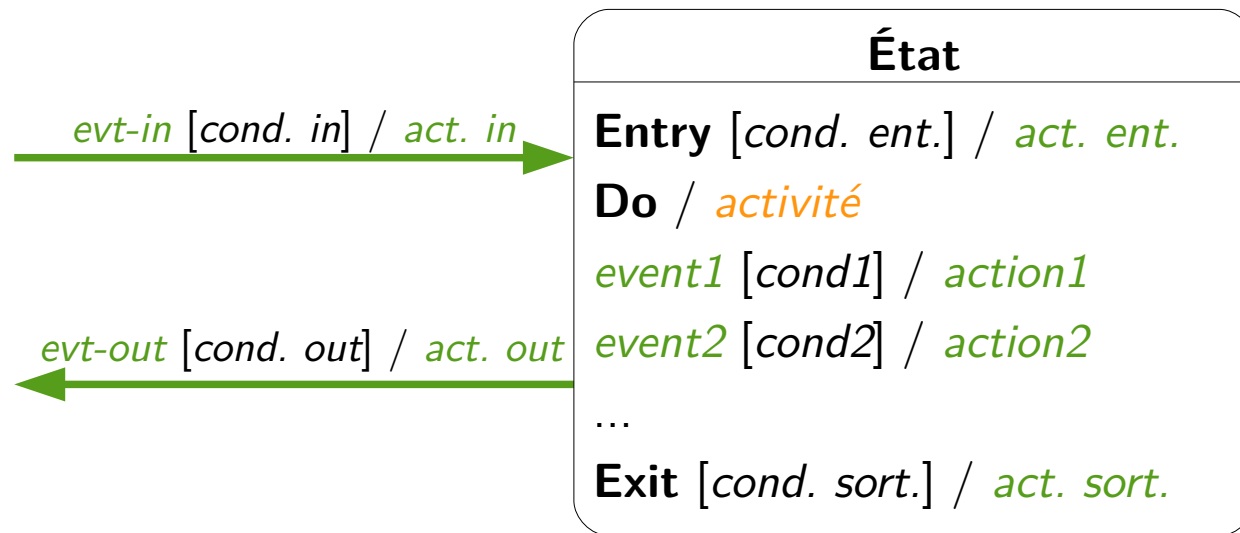 État
evt-in [cond. in] / act. in
Entry [cond. ent.] / act. ent.
Do / activité
event1 [cond1] / action1
evt-out [cond. out] / act. out
event2 [cond2] / action2
...
Exit [cond. sort.] / act. sort.